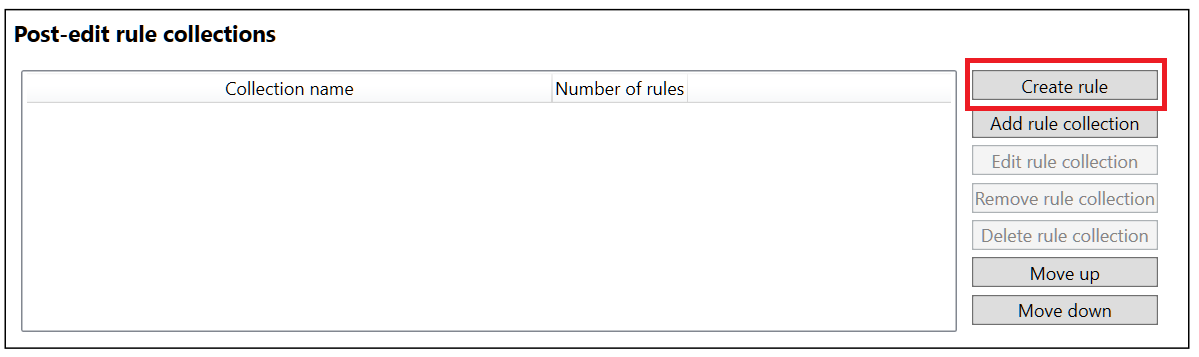 Post-edit rule collections
Collection name
Number of rules
Create rule
Add rule collection
Edit rule collection
Remove rule collection
Delete rule collection
Move up
Move down